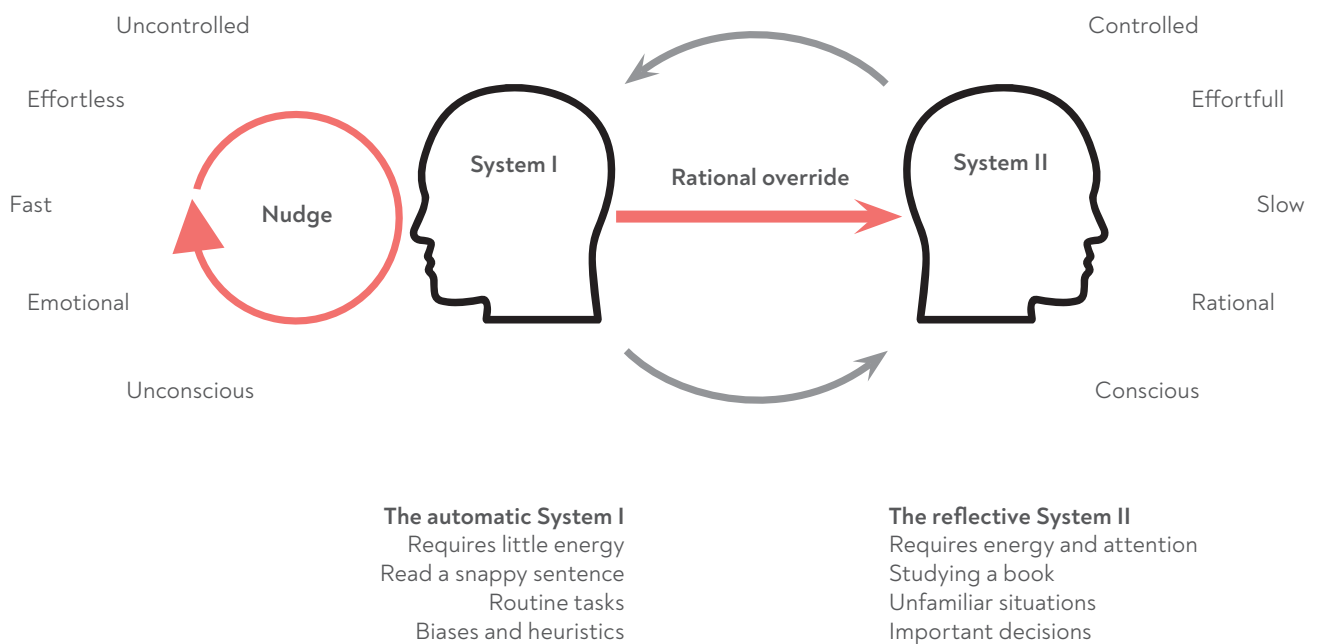 Uncontrolled
Controlled
Effortless
Effortfull
System I
Rational override
System II
Fast
Nudge
Slow
Emotional
Rational
Unconscious
Conscious
The automatic System I
Requires little energy
Read a snappy sentence
Routine tasks
Biases and heuristics
The reflective System II
Requires energy and attention
Studying a book
Unfamiliar situations
Important decisions